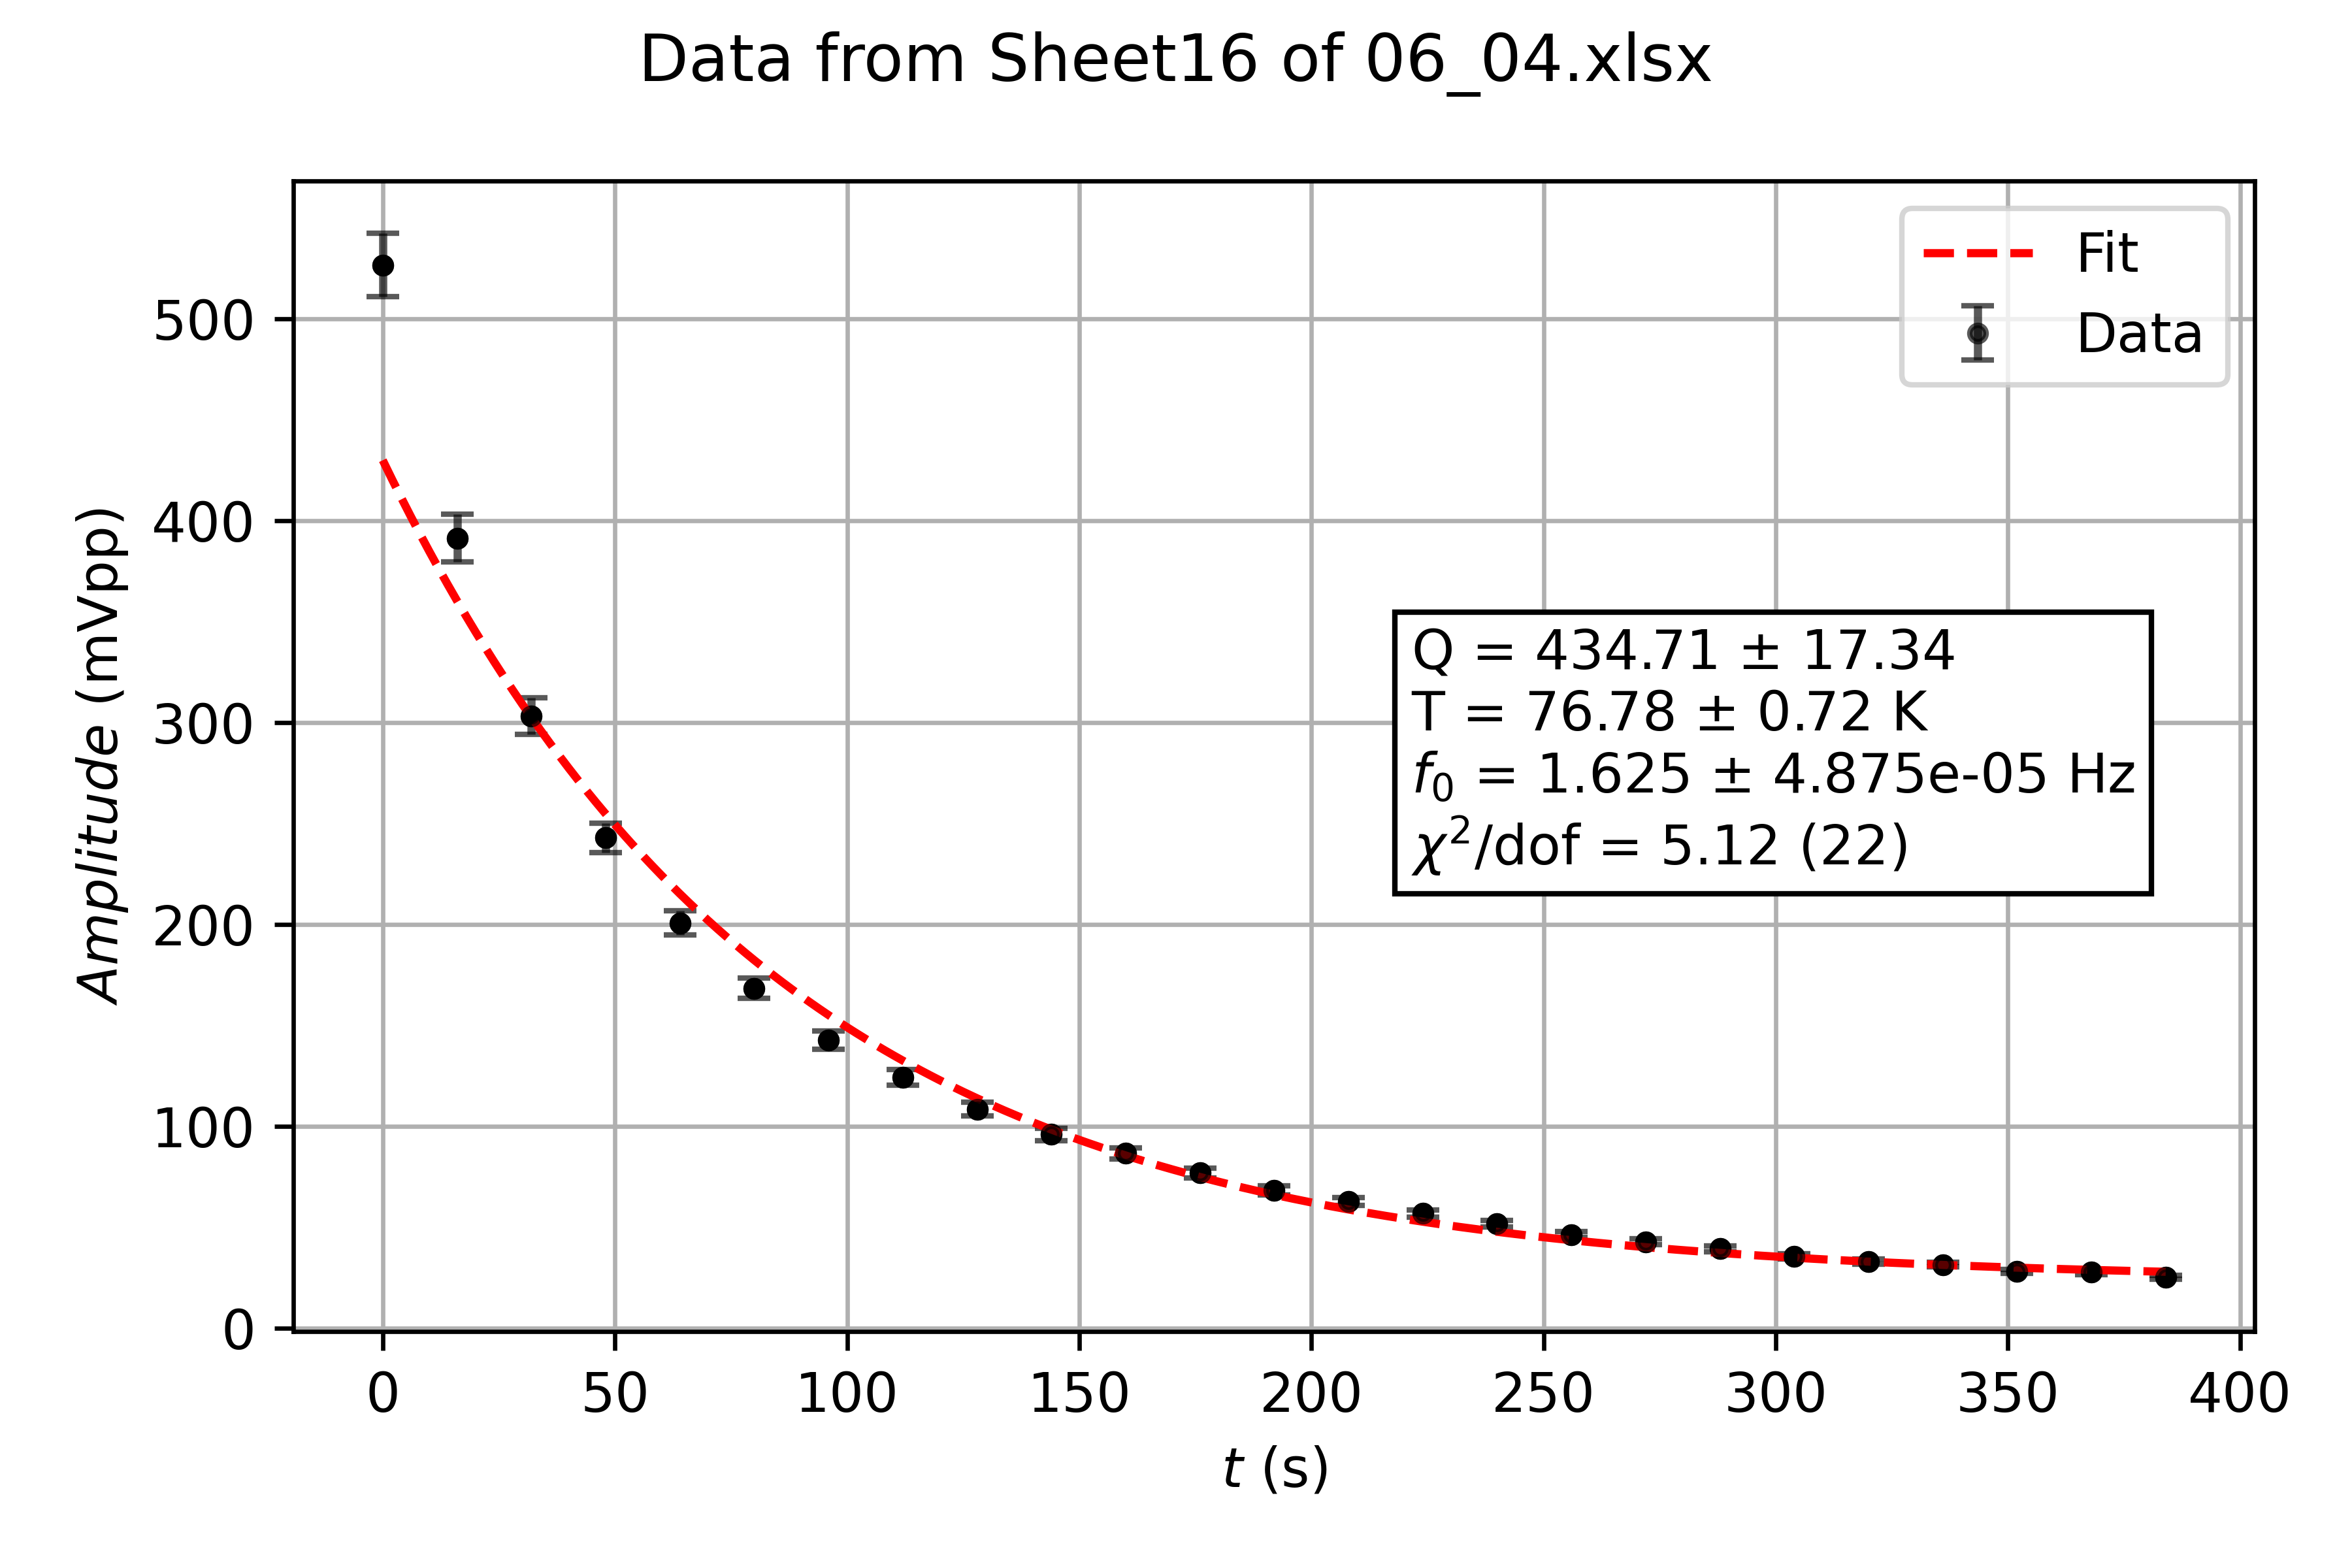 Data from Sheet16 of 06_04.xlsx
Fit
Data
Q = 434.71 ± 17.34
T = 76.78 ± 0.72 K
f₀ = 1.625 ± 4.875e-05 Hz
χ²/dof = 5.12 (22)
Amplitude (mVpp)
500
400
300
200
100
0
0 50 100 150 200 250 300 350 400
t (s)